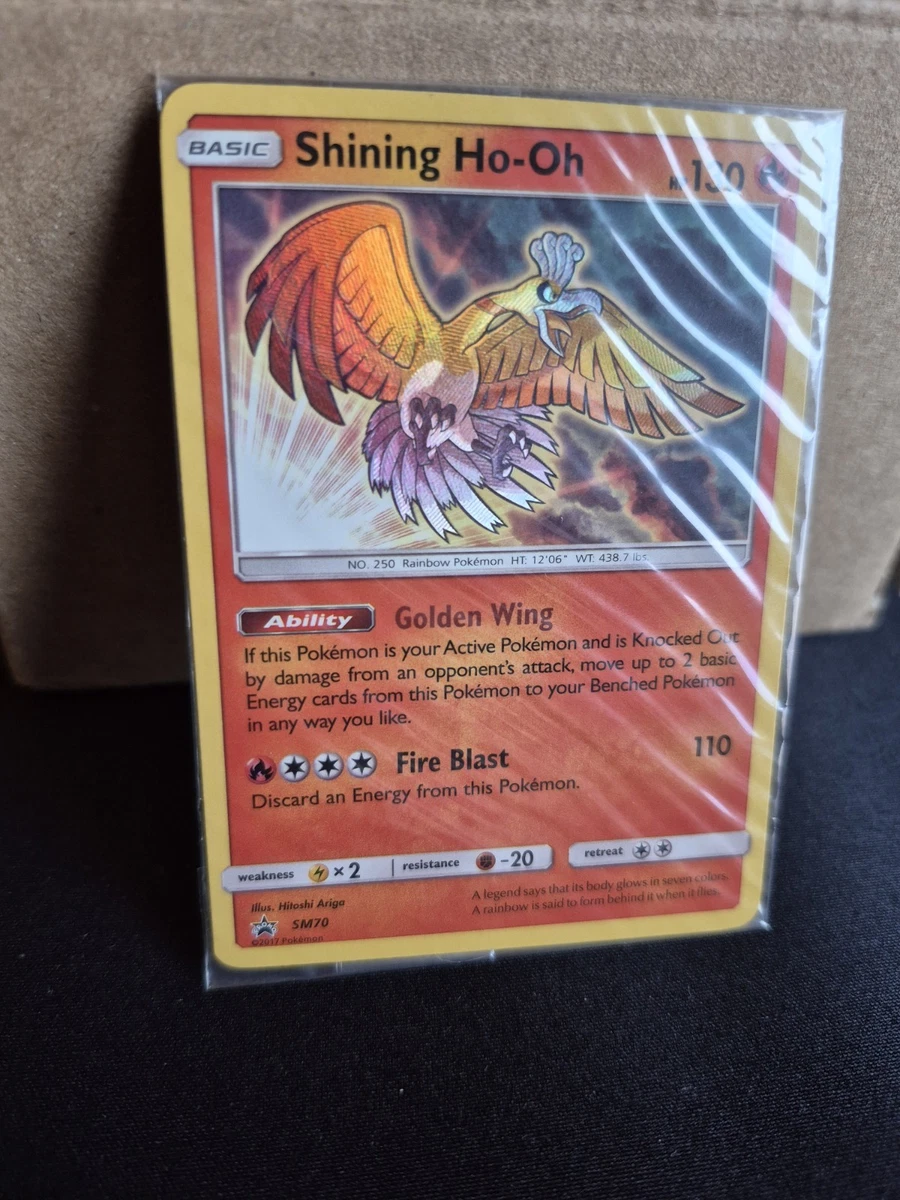 BASIC Shining Ho-Oh HP 130
NO. 250 Rainbow Pokémon HT: 12'06" WT: 438.7 lbs.
Ability Golden Wing
If this Pokémon is your Active Pokémon and is Knocked Out
by damage from an opponent's attack, move up to 2 basic
Energy cards from this Pokémon to your Benched Pokémon
in any way you like.
Fire Blast 110
Discard an Energy from this Pokémon.
weakness ×2 resistance -20 retreat
A legend says that its body glows in seven colors.
A rainbow is said to form behind it when it flies.
Illus. Hitoshi Ariga
SM70
©2017 Pokémon